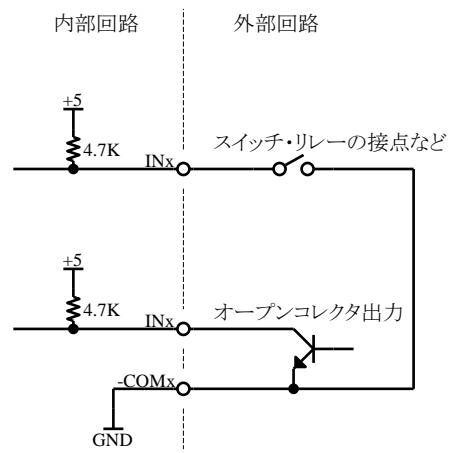 内部回路
外部回路
+5
4.7K
INx
スイッチ・リレーの接点など
+5
4.7K
INx
オープンコレクタ出力
-COMx
GND